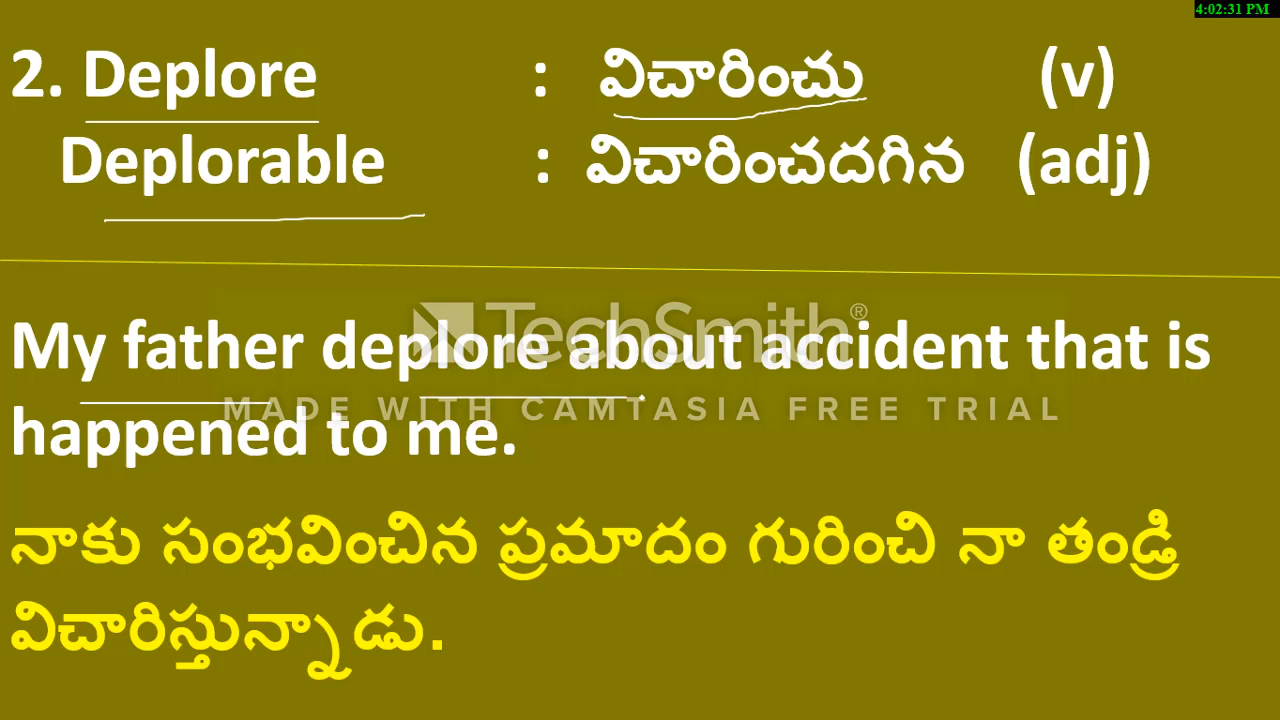 4:02:31 PM
2. Deplore : విచారించు (v)
Deplorable : విచారించదగిన (adj)
My father deplore about accident that is
happened to me.
TechSmith®
MADE WITH CAMTASIA FREE TRIAL
నాకు సంభవించిన ప్రమాదం గురించి నా తండ్రి
విచారిస్తున్నాడు.